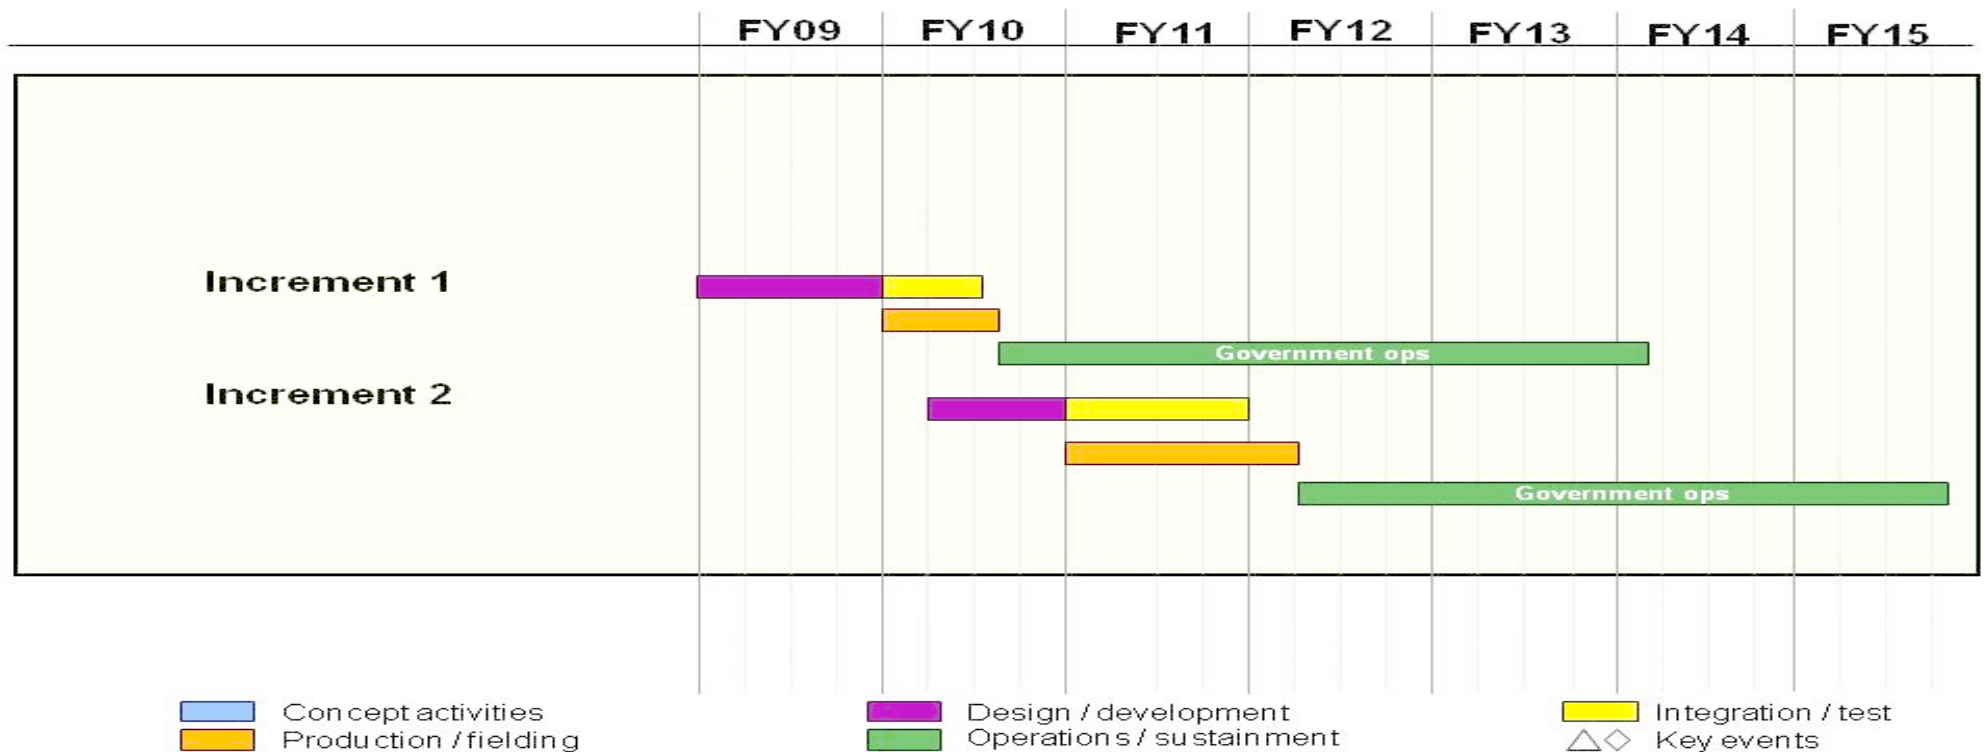 FY09 FY10 FY11 FY12 FY13 FY14 FY15
Increment 1
Government ops
Increment 2
Government ops
Concept activities Design / development Integration / test
Production / fielding Operations / sustainment Key events